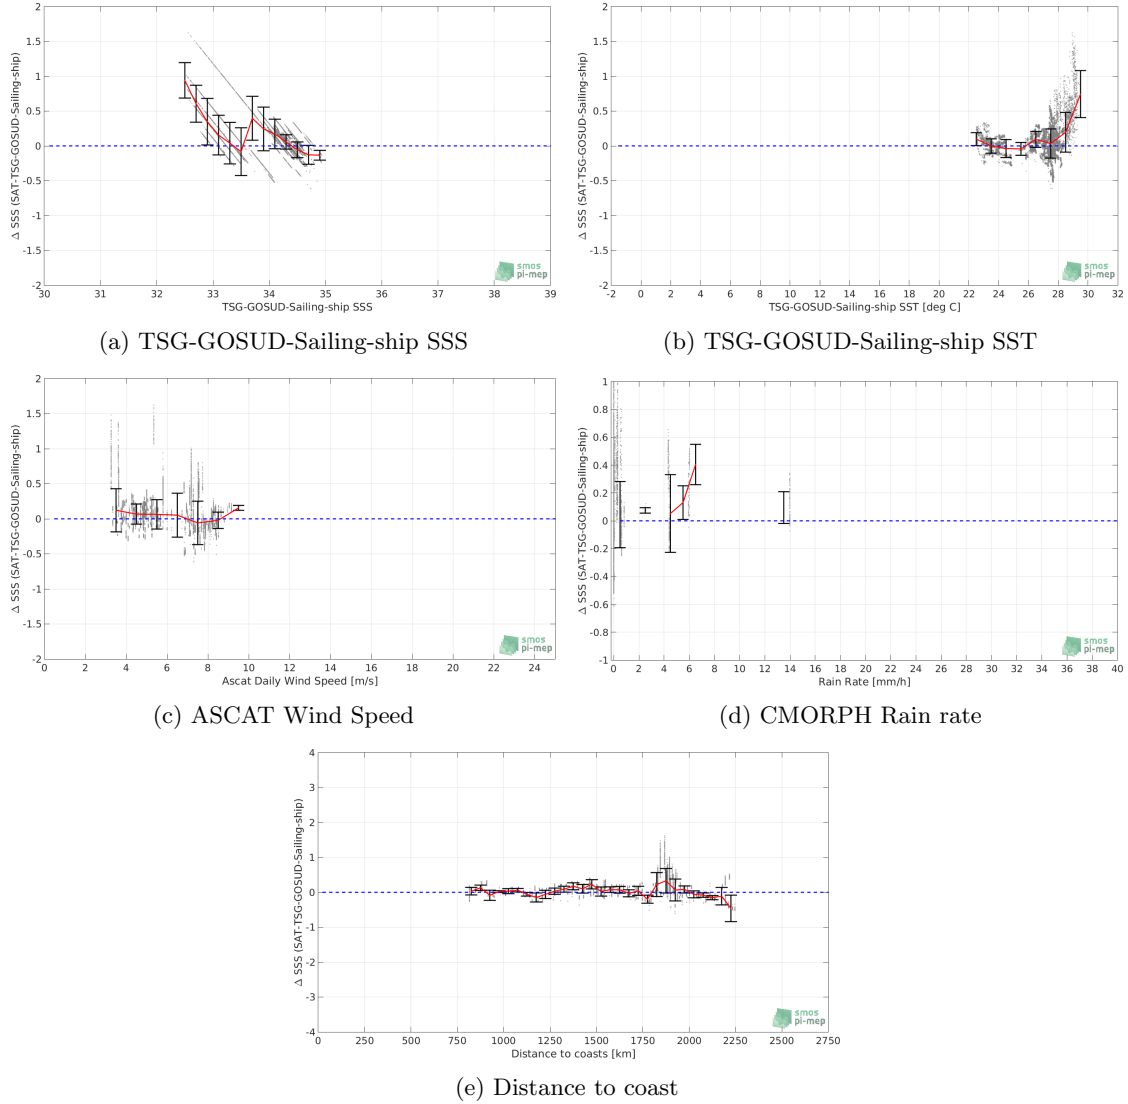 2
1.5
1
0.5
0
-0.5
-1
-1.5
-2
Δ SSS (SAT-TSG-GOSUD-Sailing-ship)
30 31 32 33 34 35 36 37 38 39
TSG-GOSUD-Sailing-ship SSS
smos
pi-mep
(a) TSG-GOSUD-Sailing-ship SSS
2
1.5
1
0.5
0
-0.5
-1
-1.5
-2
Δ SSS (SAT-TSG-GOSUD-Sailing-ship)
-2 0 2 4 6 8 10 12 14 16 18 20 22 24 26 28 30 32
TSG-GOSUD-Sailing-ship SST [deg C]
smos
pi-mep
(b) TSG-GOSUD-Sailing-ship SST
2
1.5
1
0.5
0
-0.5
-1
-1.5
-2
Δ SSS (SAT-TSG-GOSUD-Sailing-ship)
0 2 4 6 8 10 12 14 16 18 20 22 24
Ascat Daily Wind Speed [m/s]
smos
pi-mep
(c) ASCAT Wind Speed
1
0.8
0.6
0.4
0.2
0
-0.2
-0.4
-0.6
-0.8
-1
Δ SSS (SAT-TSG-GOSUD-Sailing-ship)
0 2 4 6 8 10 12 14 16 18 20 22 24 26 28 30 32 34 36 38 40
Rain Rate [mm/h]
smos
pi-mep
(d) CMORPH Rain rate
4
3
2
1
0
-1
-2
-3
-4
Δ SSS (SAT-TSG-GOSUD-Sailing-ship)
0 250 500 750 1000 1250 1500 1750 2000 2250 2500 2750
Distance to coasts [km]
smos
pi-mep
(e) Distance to coast